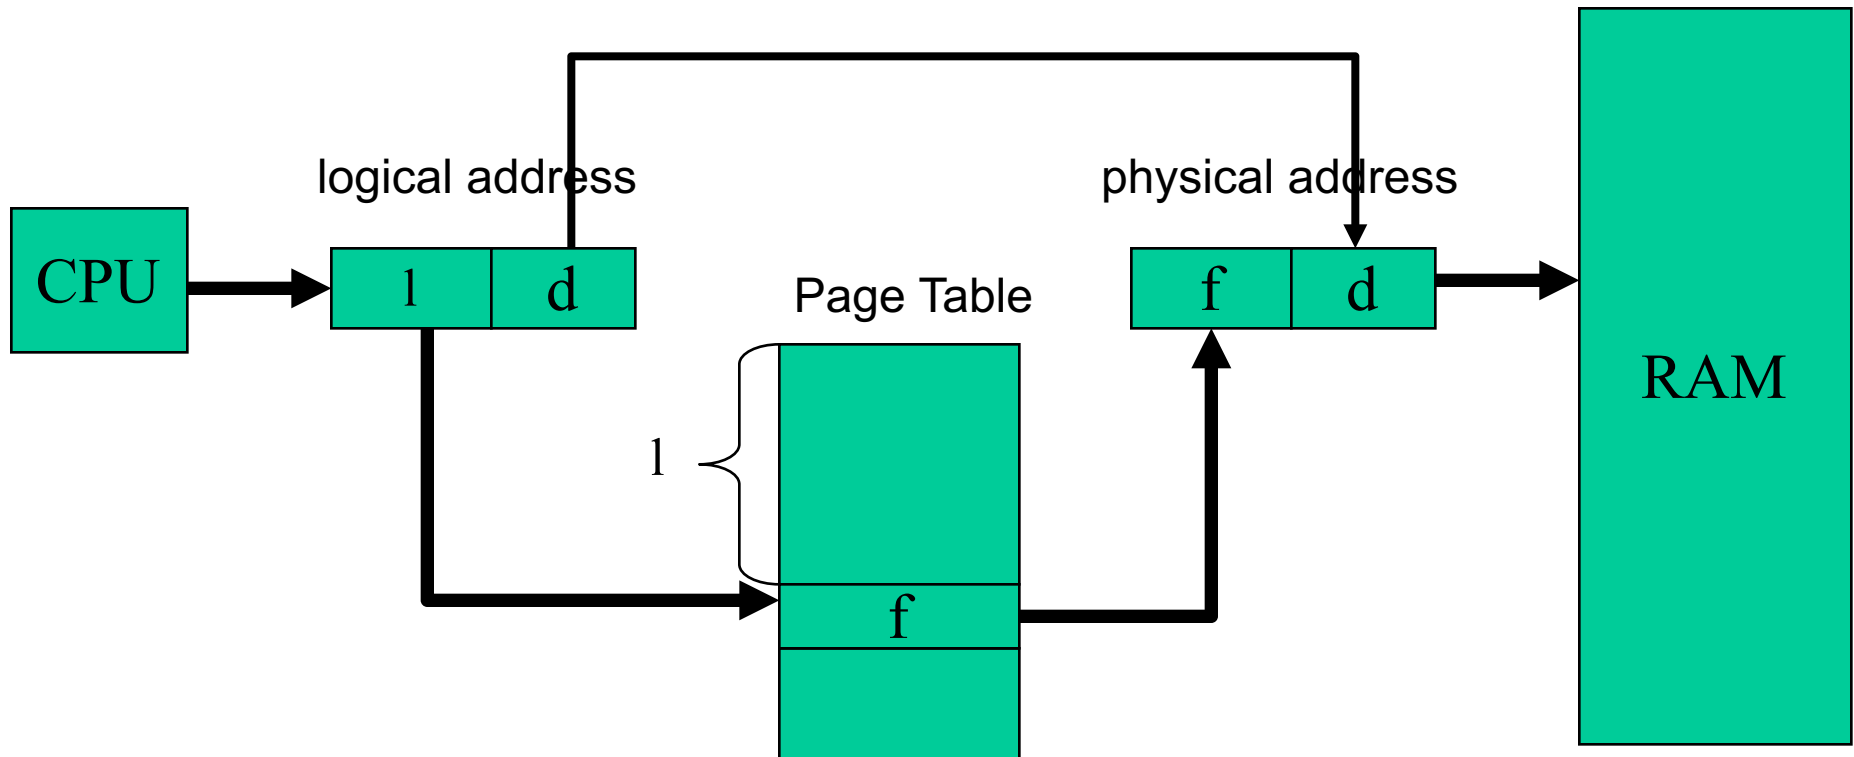 logical address
physical address
CPU
l
d
Page Table
f
d
RAM
l
f